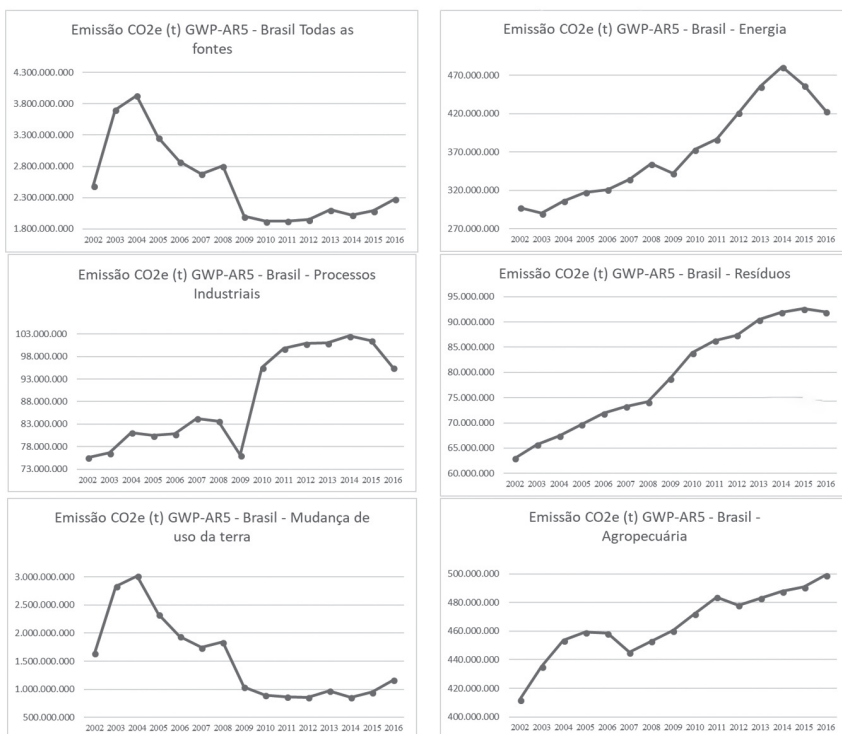 Emissão CO2e (t) GWP-AR5 - Brasil Todas as
fontes
4.300.000.000
3.800.000.000
3.300.000.000
2.800.000.000
2.300.000.000
1.800.000.000
2002 2003 2004 2005 2006 2007 2008 2009 2010 2011 2012 2013 2014 2015 2016
Emissão CO2e (t) GWP-AR5 - Brasil - Energia
470.000.000
420.000.000
370.000.000
320.000.000
270.000.000
2002 2003 2004 2005 2006 2007 2008 2009 2010 2011 2012 2013 2014 2015 2016
Emissão CO2e (t) GWP-AR5 - Brasil - Processos
Industriais
103.000.000
98.000.000
93.000.000
88.000.000
83.000.000
78.000.000
73.000.000
2002 2003 2004 2005 2006 2007 2008 2009 2010 2011 2012 2013 2014 2015 2016
Emissão CO2e (t) GWP-AR5 - Brasil - Resíduos
95.000.000
90.000.000
85.000.000
80.000.000
75.000.000
70.000.000
65.000.000
60.000.000
2002 2003 2004 2005 2006 2007 2008 2009 2010 2011 2012 2013 2014 2015 2016
Emissão CO2e (t) GWP-AR5 - Brasil - Mudança de
uso da terra
3.000.000.000
2.500.000.000
2.000.000.000
1.500.000.000
1.000.000.000
500.000.000
2002 2003 2004 2005 2006 2007 2008 2009 2010 2011 2012 2013 2014 2015 2016
Emissão CO2e (t) GWP-AR5 - Brasil -
Agropecuária
500.000.000
480.000.000
460.000.000
440.000.000
420.000.000
400.000.000
2002 2003 2004 2005 2006 2007 2008 2009 2010 2011 2012 2013 2014 2015 2016